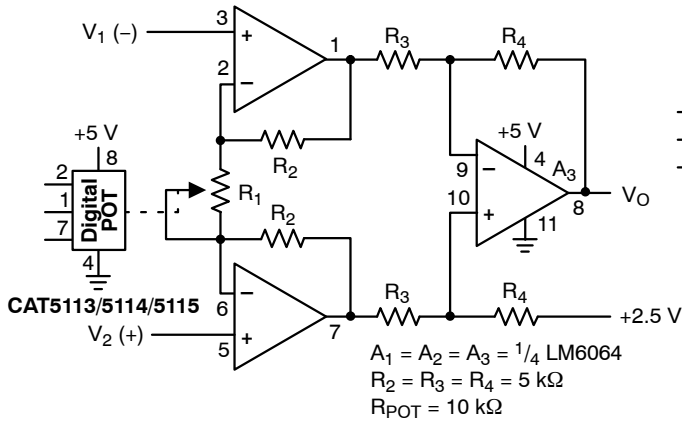 V1 (–)
3
+
1
R3
R4
2
–
+5 V
8
R2
+5 V
4
A3
2
1
7
Digital
POT
R1
9
–
10
+
8
VO
11
R2
4
CAT5113/5114/5115
6
–
7
R3
R4
+2.5 V
V2 (+)
5
+
A1 = A2 = A3 = 1/4 LM6064
R2 = R3 = R4 = 5 kΩ
RPOT = 10 kΩ